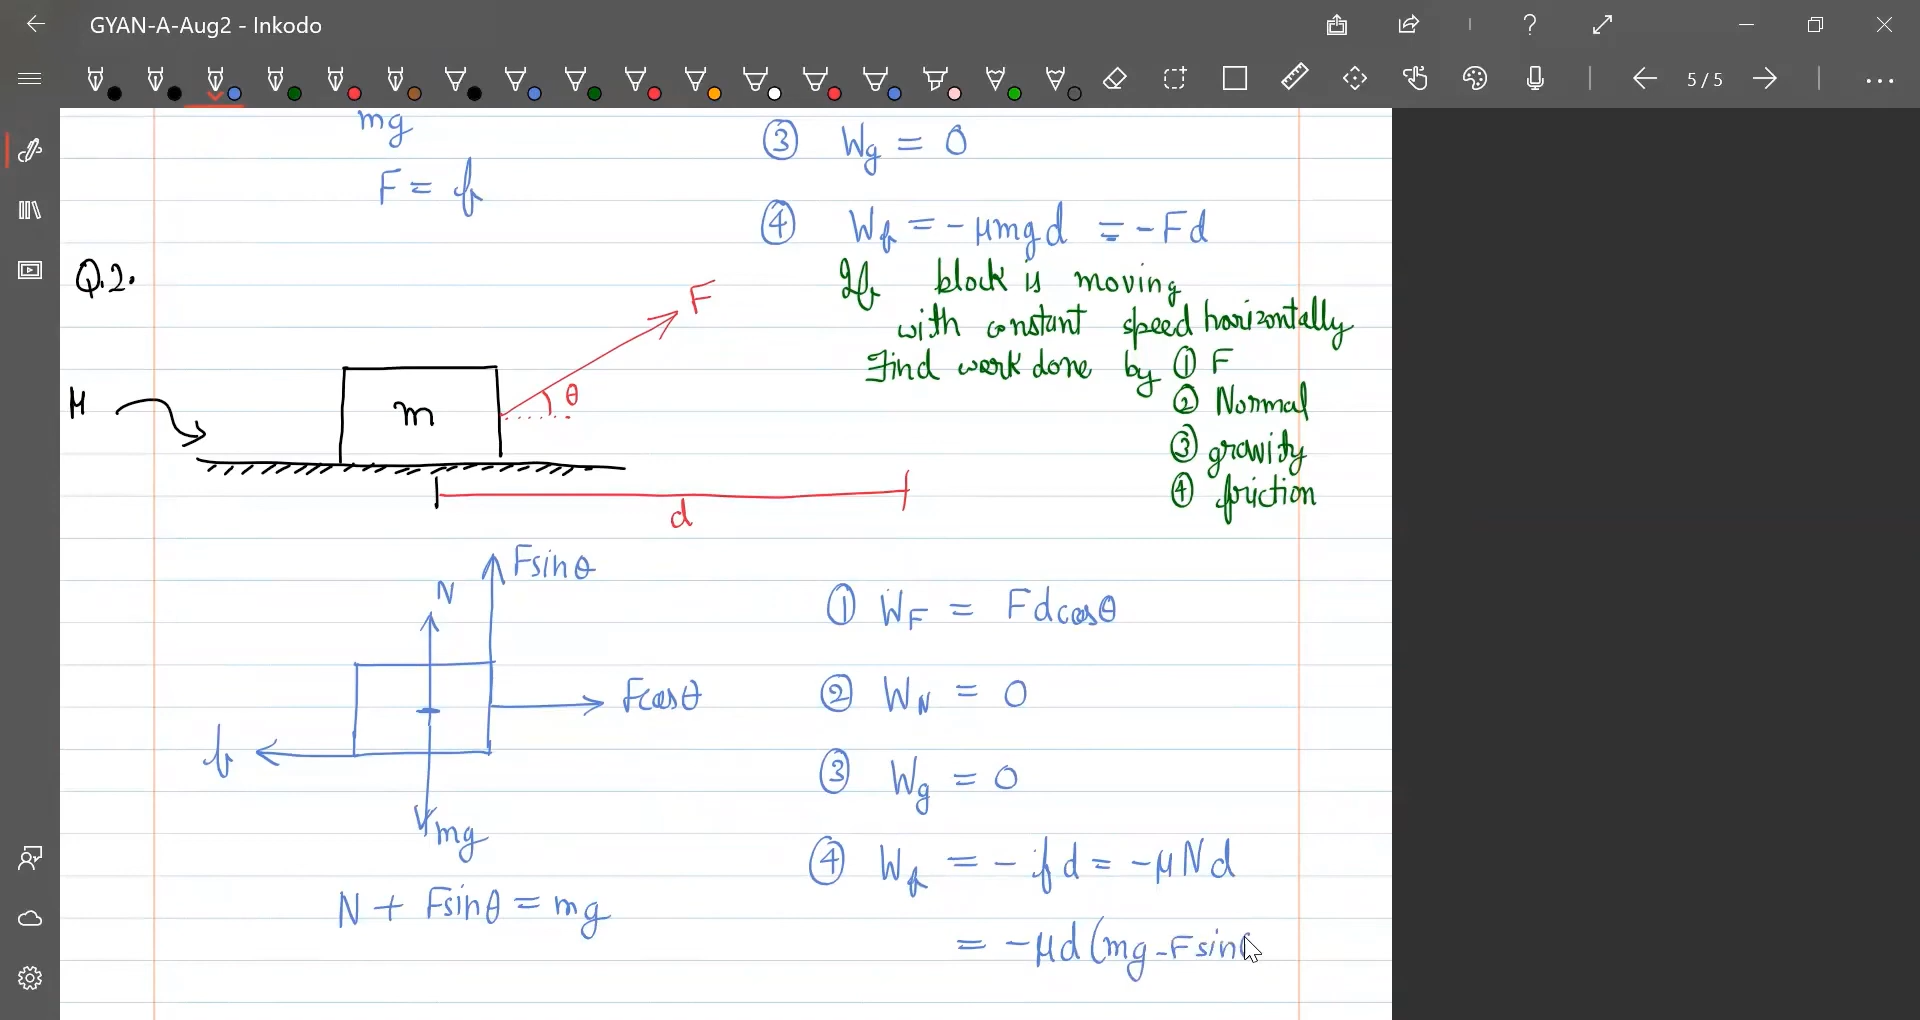 GYAN-A-Aug2 - Inkodo
5 / 5
mg
F = f
③ Wg = 0
④ Wf = -μmgd = -Fd
Q.2.
If block is moving
with constant speed horizontally
Find work done by ① F
② Normal
③ gravity
④ friction
F
θ
μ
m
d
Fsinθ
N
Fcosθ
f
mg
N + Fsinθ = mg
① WF = Fdcosθ
② WN = 0
③ Wg = 0
④ Wf = -fd = -μNd
= -μd(mg-Fsin